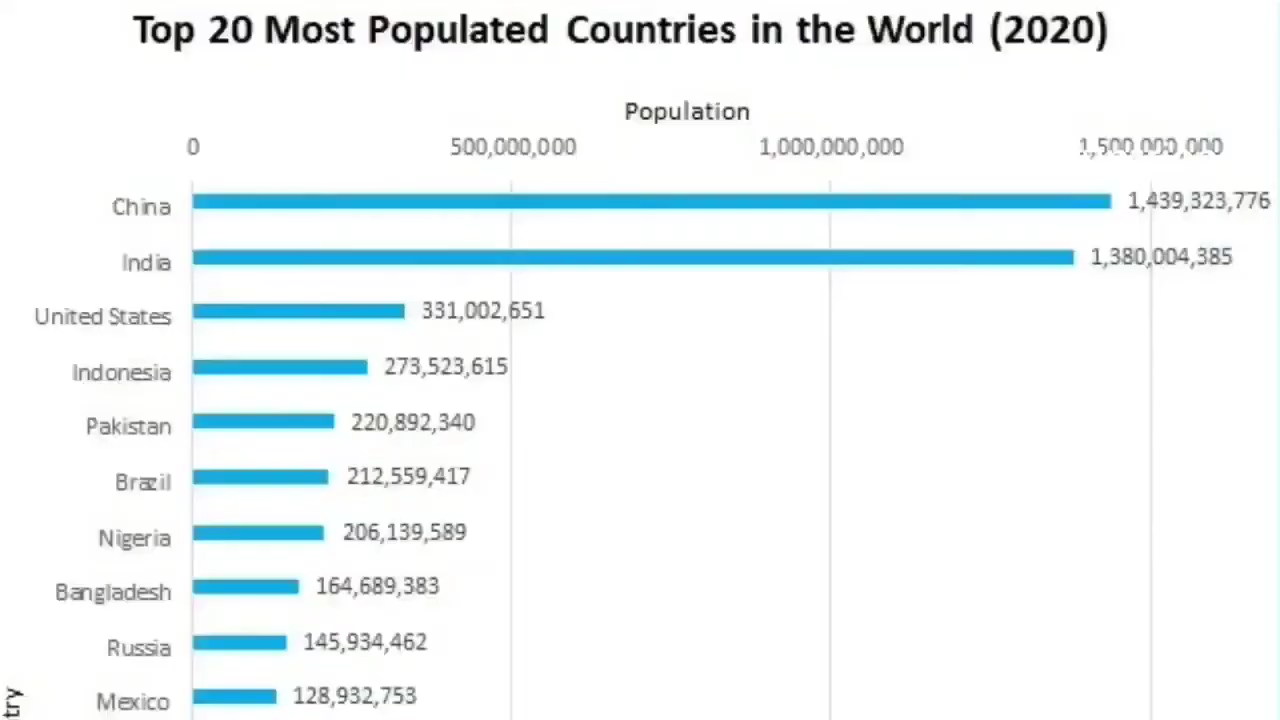 Top 20 Most Populated Countries in the World (2020)
Population
0 500,000,000 1,000,000,000 1,500,000,000
China 1,439,323,776
India 1,380,004,385
United States 331,002,651
Indonesia 273,523,615
Pakistan 220,892,340
Brazil 212,559,417
Nigeria 206,139,589
Bangladesh 164,689,383
Russia 145,934,462
Mexico 128,932,753
try